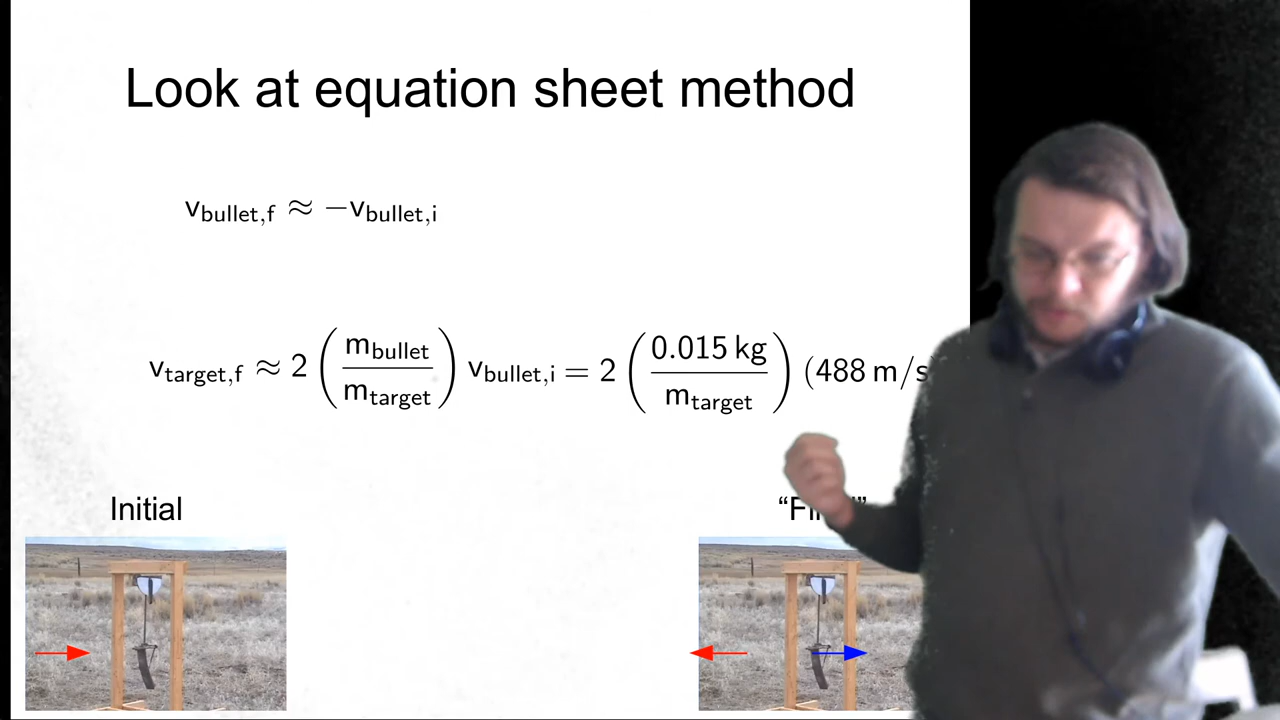 Look at equation sheet method
v_bullet,f ≈ −v_bullet,i
v_target,f ≈ 2 (m_bullet / m_target) v_bullet,i = 2 (0.015 kg / m_target) (488 m/s
Initial